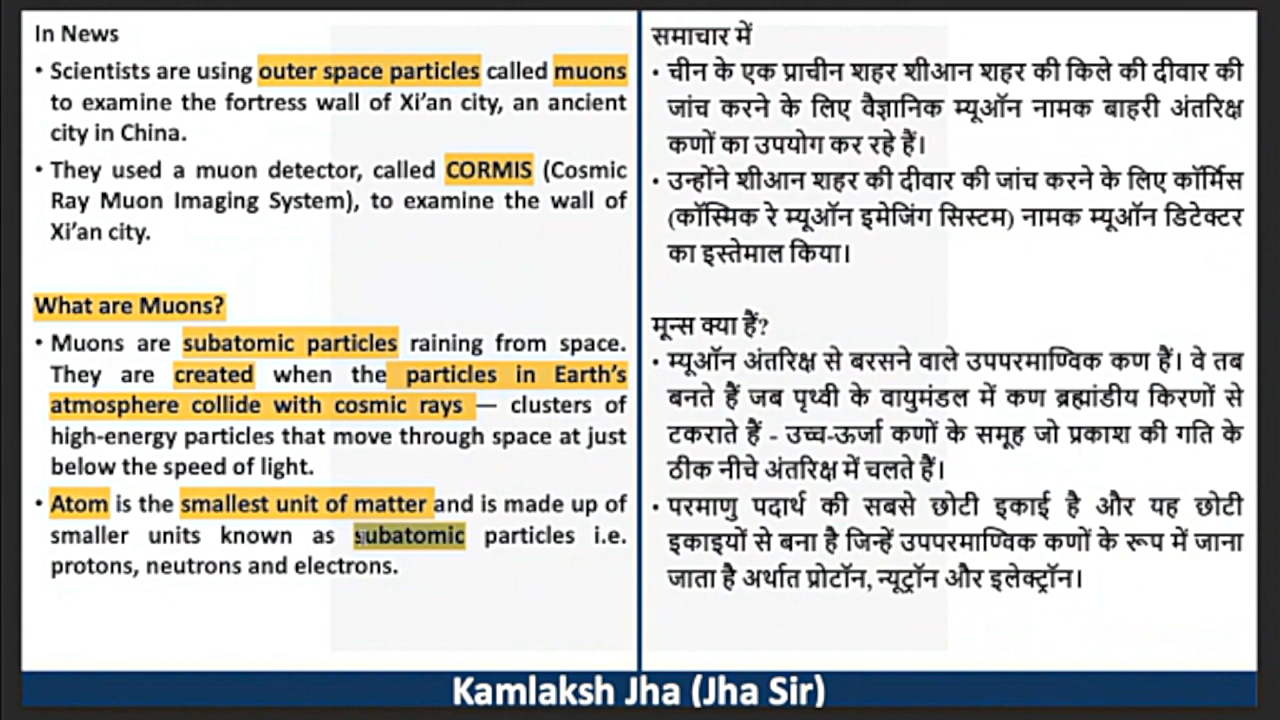 In News
• Scientists are using outer space particles called muons
to examine the fortress wall of Xi’an city, an ancient
city in China.
• They used a muon detector, called CORMIS (Cosmic
Ray Muon Imaging System), to examine the wall of
Xi’an city.
What are Muons?
• Muons are subatomic particles raining from space.
They are created when the particles in Earth’s
atmosphere collide with cosmic rays — clusters of
high-energy particles that move through space at just
below the speed of light.
• Atom is the smallest unit of matter and is made up of
smaller units known as subatomic particles i.e.
protons, neutrons and electrons.
समाचार में
• चीन के एक प्राचीन शहर शीआन शहर की किले की दीवार की
जांच करने के लिए वैज्ञानिक म्यूऑन नामक बाहरी अंतरिक्ष
कणों का उपयोग कर रहे हैं।
• उन्होंने शीआन शहर की दीवार की जांच करने के लिए कॉर्मिस
(कॉस्मिक रे म्यूऑन इमेजिंग सिस्टम) नामक म्यूऑन डिटेक्टर
का इस्तेमाल किया।
मून्स क्या हैं?
• म्यूऑन अंतरिक्ष से बरसने वाले उपपरमाण्विक कण हैं। वे तब
बनते हैं जब पृथ्वी के वायुमंडल में कण ब्रह्मांडीय किरणों से
टकराते हैं - उच्च-ऊर्जा कणों के समूह जो प्रकाश की गति के
ठीक नीचे अंतरिक्ष में चलते हैं।
• परमाणु पदार्थ की सबसे छोटी इकाई है और यह छोटी
इकाइयों से बना है जिन्हें उपपरमाण्विक कणों के रूप में जाना
जाता है अर्थात प्रोटॉन, न्यूट्रॉन और इलेक्ट्रॉन।
Kamlaksh Jha (Jha Sir)